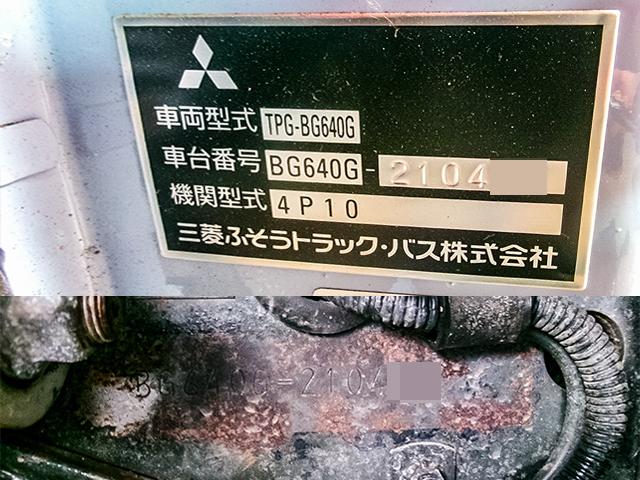 車両型式 TPG-BG640G
車台番号 BG640G-2104
機関型式 4P10
三菱ふそうトラック・バス株式会社
BG640G-2104